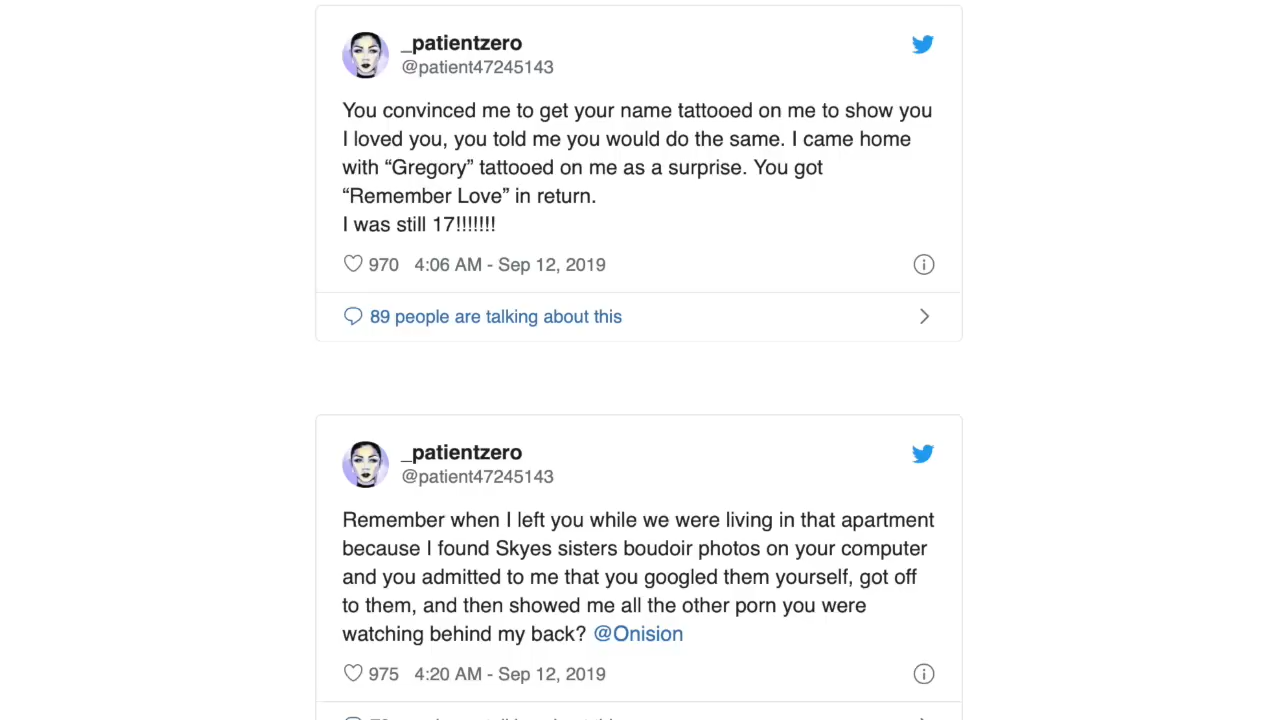 _patientzero
@patient47245143
You convinced me to get your name tattooed on me to show you
I loved you, you told me you would do the same. I came home
with “Gregory” tattooed on me as a surprise. You got
“Remember Love” in return.
I was still 17!!!!!!!
970 4:06 AM - Sep 12, 2019
89 people are talking about this
_patientzero
@patient47245143
Remember when I left you while we were living in that apartment
because I found Skyes sisters boudoir photos on your computer
and you admitted to me that you googled them yourself, got off
to them, and then showed me all the other porn you were
watching behind my back? @Onision
975 4:20 AM - Sep 12, 2019